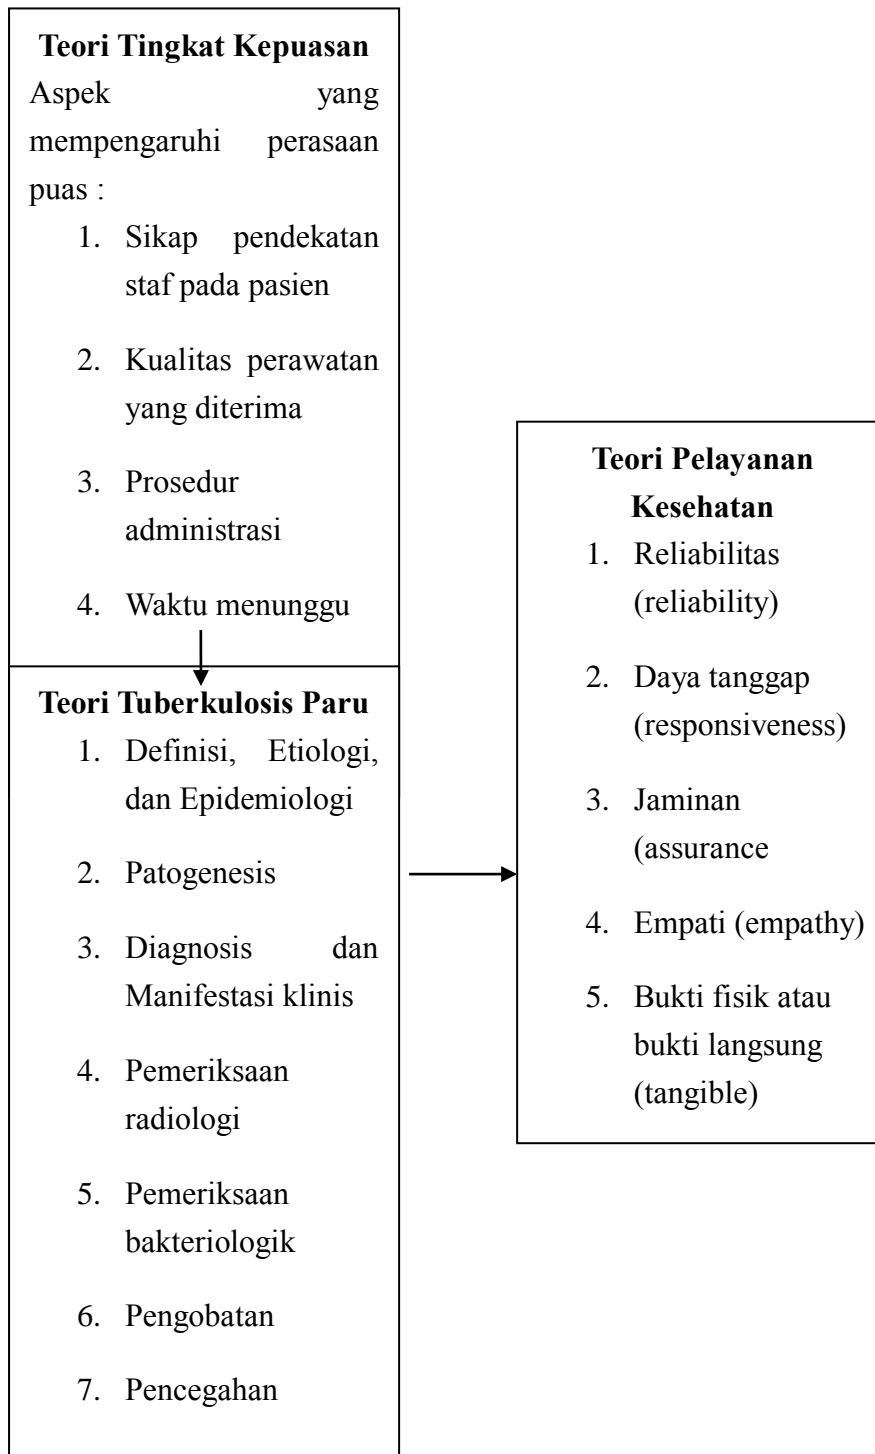 Teori Tingkat Kepuasan
Aspek yang
mempengaruhi perasaan
puas :
1. Sikap pendekatan
staf pada pasien
2. Kualitas perawatan
yang diterima
3. Prosedur
administrasi
4. Waktu menunggu
Teori Tuberkulosis Paru
1. Definisi, Etiologi,
dan Epidemiologi
2. Patogenesis
3. Diagnosis dan
Manifestasi klinis
4. Pemeriksaan
radiologi
5. Pemeriksaan
bakteriologik
6. Pengobatan
7. Pencegahan
Teori Pelayanan
Kesehatan
1. Reliabilitas
(reliability)
2. Daya tanggap
(responsiveness)
3. Jaminan
(assurance
4. Empati (empathy)
5. Bukti fisik atau
bukti langsung
(tangible)